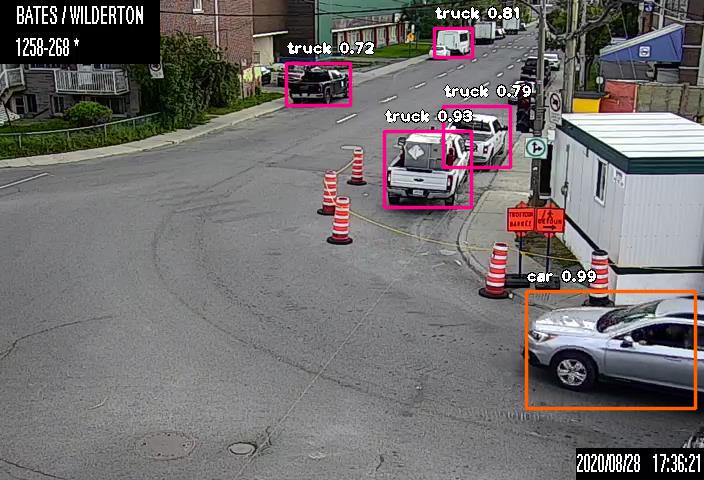 BATES / WILDERTON
1258-268 *
truck 0.81
truck 0.72
truck 0.79
truck 0.93
TROTTOIR
BARRÉ
DETOUR
car 0.99
2020/08/28 17:36:21